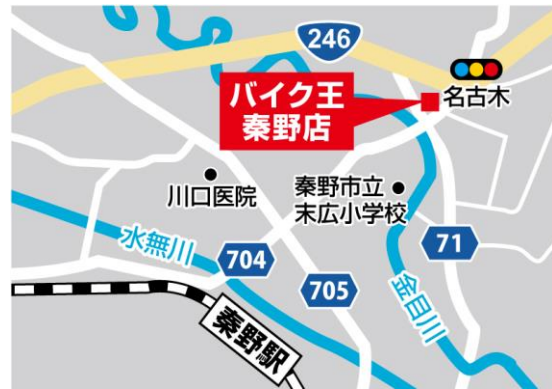 246
バイク王
秦野店
名古木
川口医院
秦野市立
末広小学校
水無川
704
71
705
金目川
秦野駅